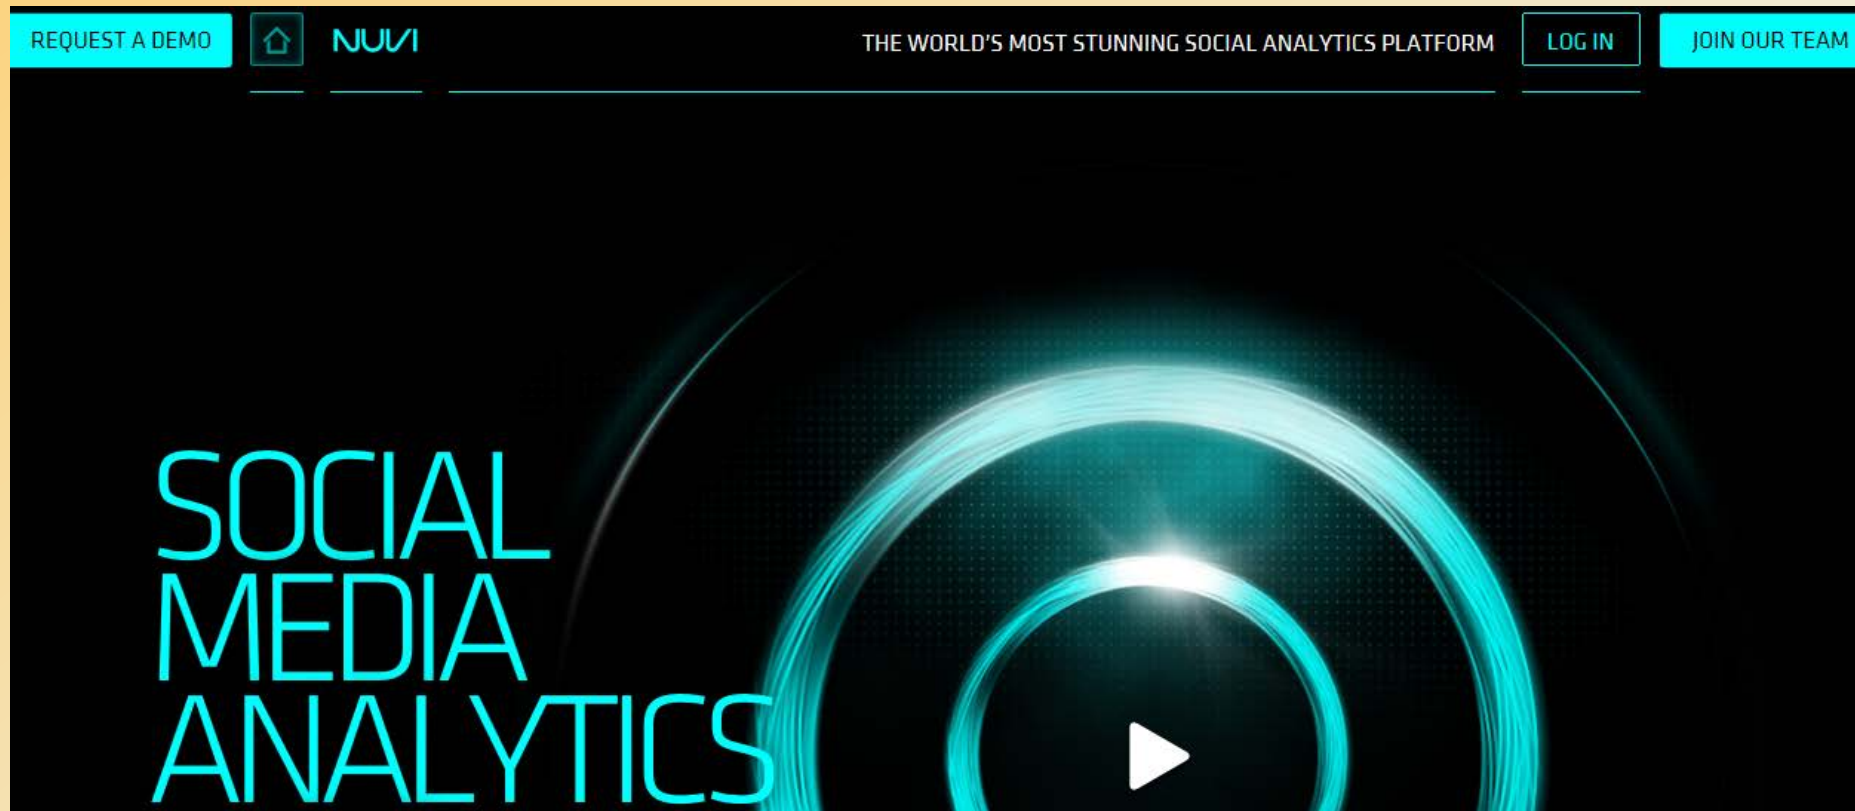 REQUEST A DEMO
NUVI
THE WORLD'S MOST STUNNING SOCIAL ANALYTICS PLATFORM
LOG IN
JOIN OUR TEAM
SOCIAL
MEDIA
ANALYTICS